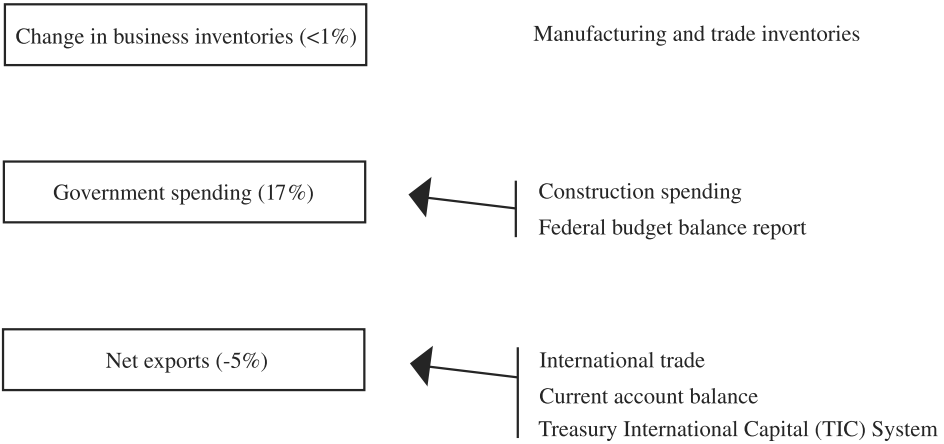 Change in business inventories (<1%)
Manufacturing and trade inventories
Government spending (17%)
Construction spending
Federal budget balance report
Net exports (-5%)
International trade
Current account balance
Treasury International Capital (TIC) System